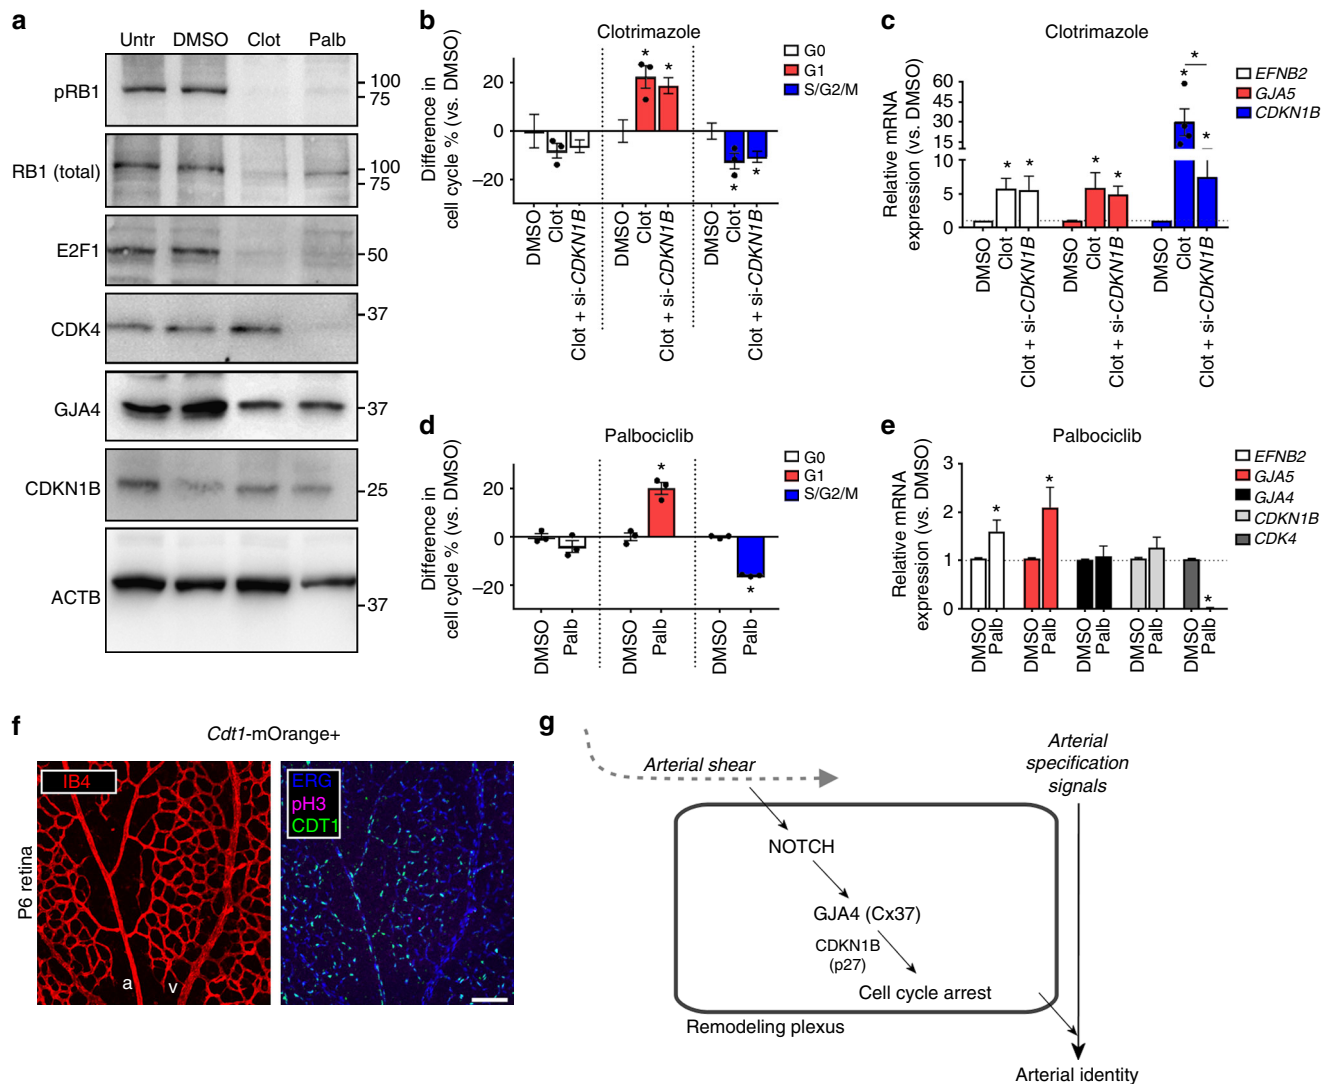 a
Untr DMSO Clot Palb
pRB1
100
75
RB1 (total)
100
75
E2F1
50
CDK4
37
GJA4
37
CDKN1B
25
ACTB
37
b
Clotrimazole
Difference in
cell cycle % (vs. DMSO)
20
0
−20
G0
G1
S/G2/M
DMSO
Clot
Clot + si-CDKN1B
DMSO
Clot
Clot + si-CDKN1B
DMSO
Clot
Clot + si-CDKN1B
* * * *
c
Clotrimazole
Relative mRNA
expression (vs. DMSO)
60
45
30
15
10
5
0
EFNB2
GJA5
CDKN1B
* * * * * * *
DMSO
Clot
Clot + si-CDKN1B
DMSO
Clot
Clot + si-CDKN1B
DMSO
Clot
Clot + si-CDKN1B
d
Palbociclib
Difference in
cell cycle % (vs. DMSO)
20
0
−20
G0
G1
S/G2/M
* *
DMSO
Palb
DMSO
Palb
DMSO
Palb
e
Palbociclib
Relative mRNA
expression (vs. DMSO)
3
2
1
0
EFNB2
GJA5
GJA4
CDKN1B
CDK4
* * *
DMSO
Palb
DMSO
Palb
DMSO
Palb
DMSO
Palb
DMSO
Palb
f
Cdt1-mOrange+
P6 retina
IB4
a
v
ERG
pH3
CDT1
g
Arterial shear
Arterial
specification
signals
NOTCH
GJA4 (Cx37)
CDKN1B
(p27)
Cell cycle arrest
Remodeling plexus
Arterial identity